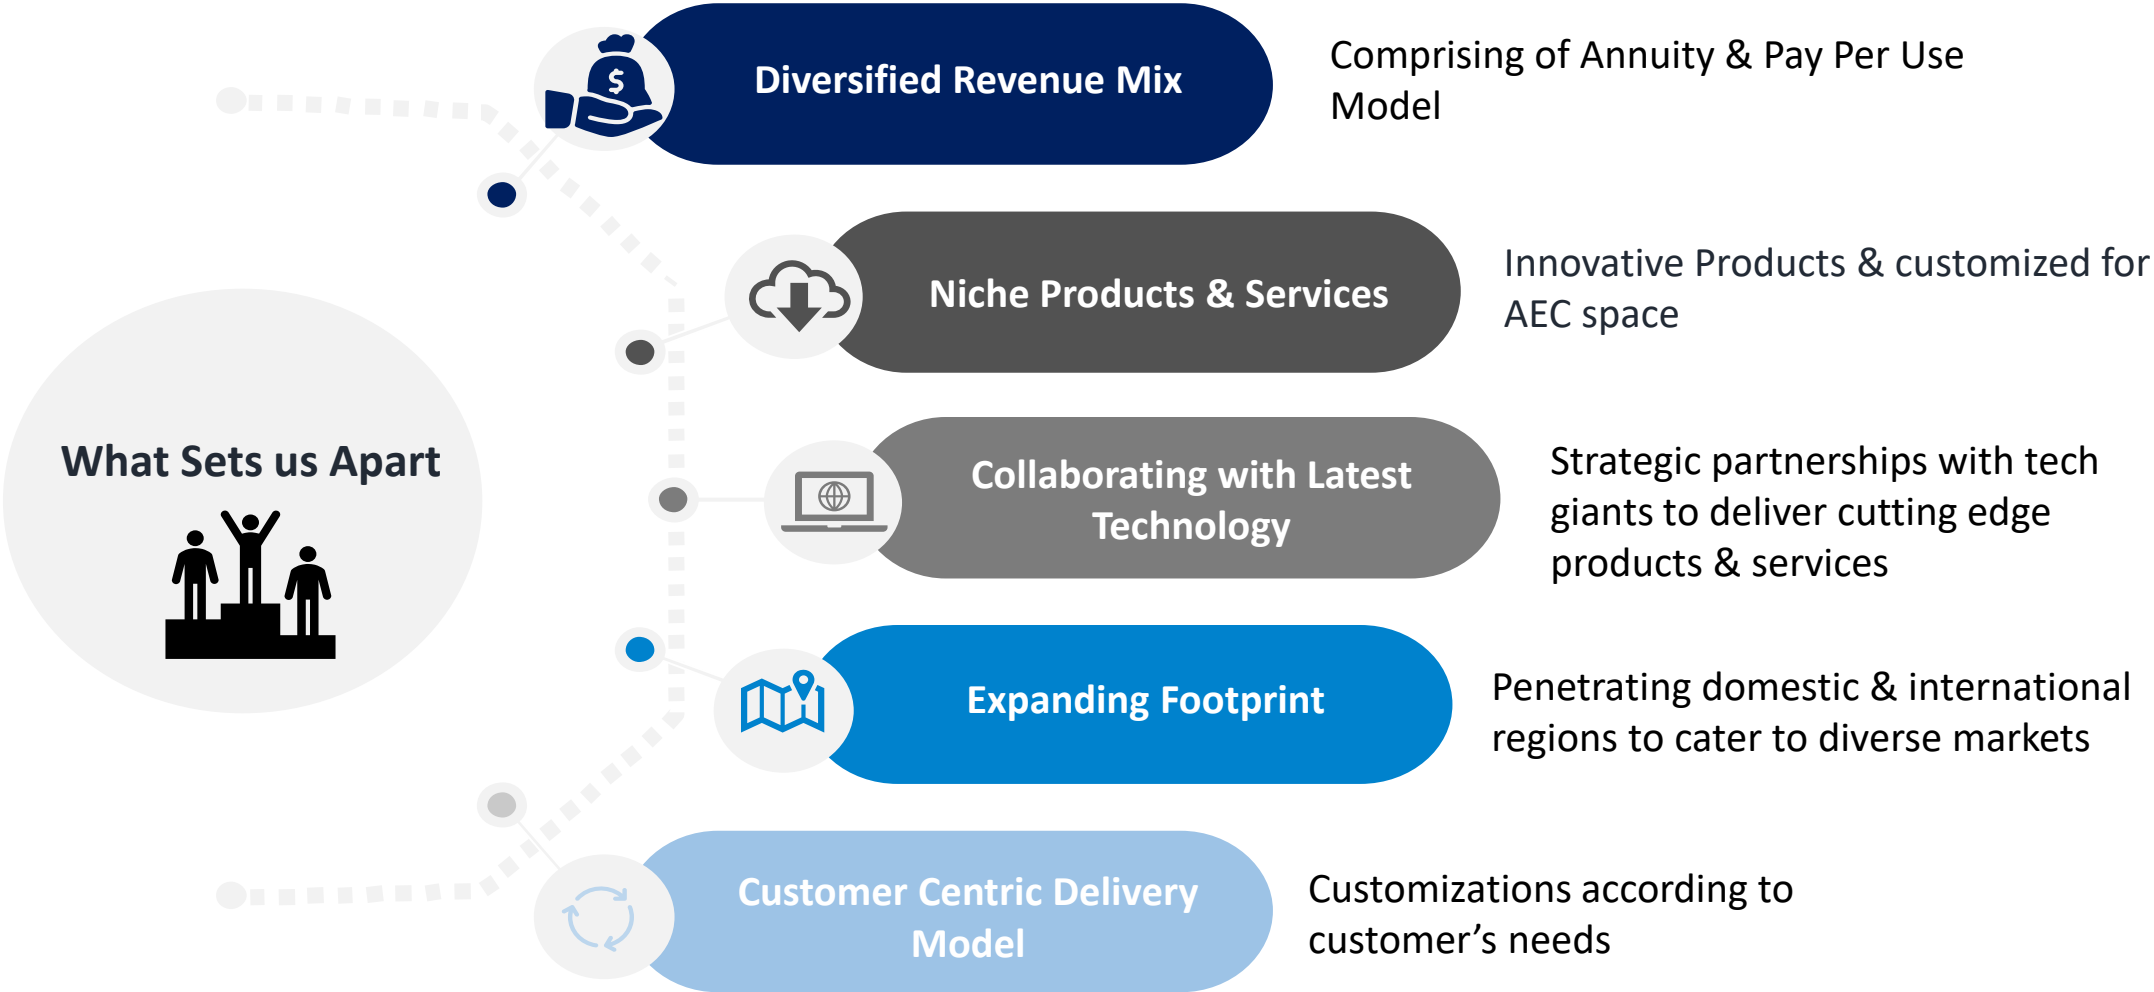 Diversified Revenue Mix
Comprising of Annuity & Pay Per Use
Model
Niche Products & Services
Innovative Products & customized for
AEC space
What Sets us Apart
Collaborating with Latest
Technology
Strategic partnerships with tech
giants to deliver cutting edge
products & services
Expanding Footprint
Penetrating domestic & international
regions to cater to diverse markets
Customer Centric Delivery
Model
Customizations according to
customer’s needs
$